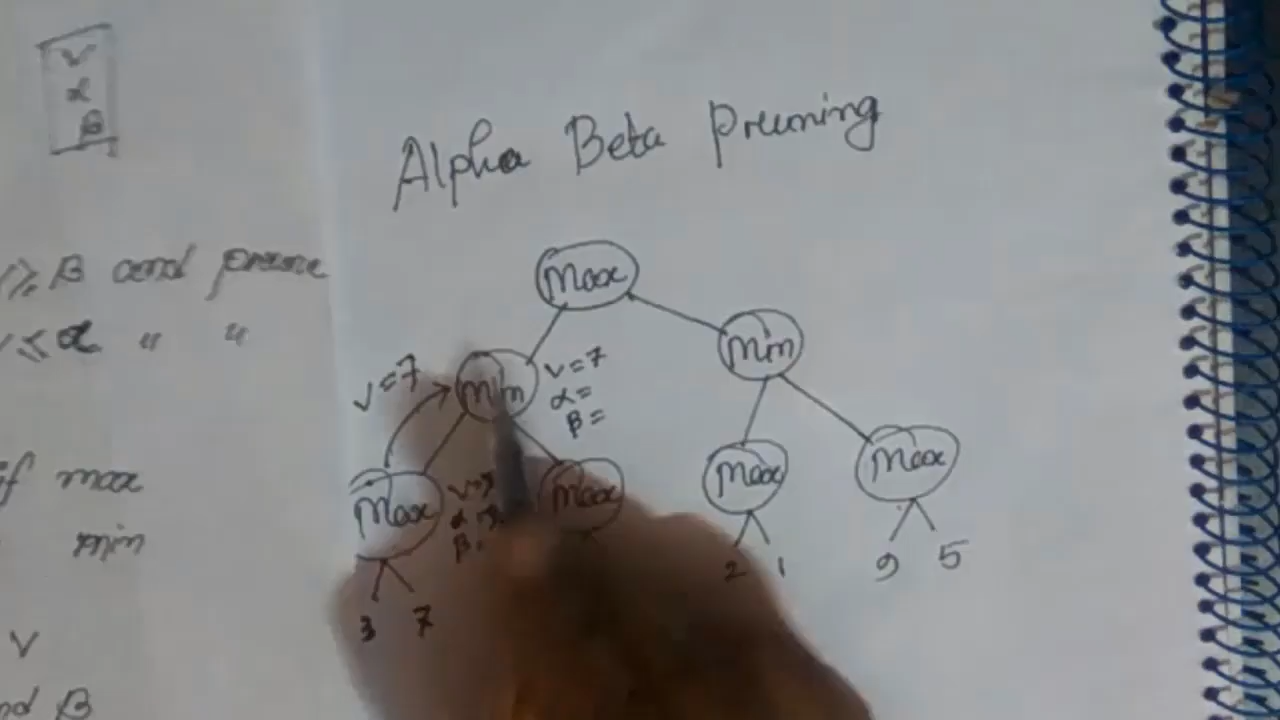 v
α
β
Alpha Beta Pruning
≥ β and prune
≤ α " "
if max
min
v
β
Max
Min
Min
v=7
v=7
α=
β=
Max
Max
Max
Max
3 7
2 1
9 5